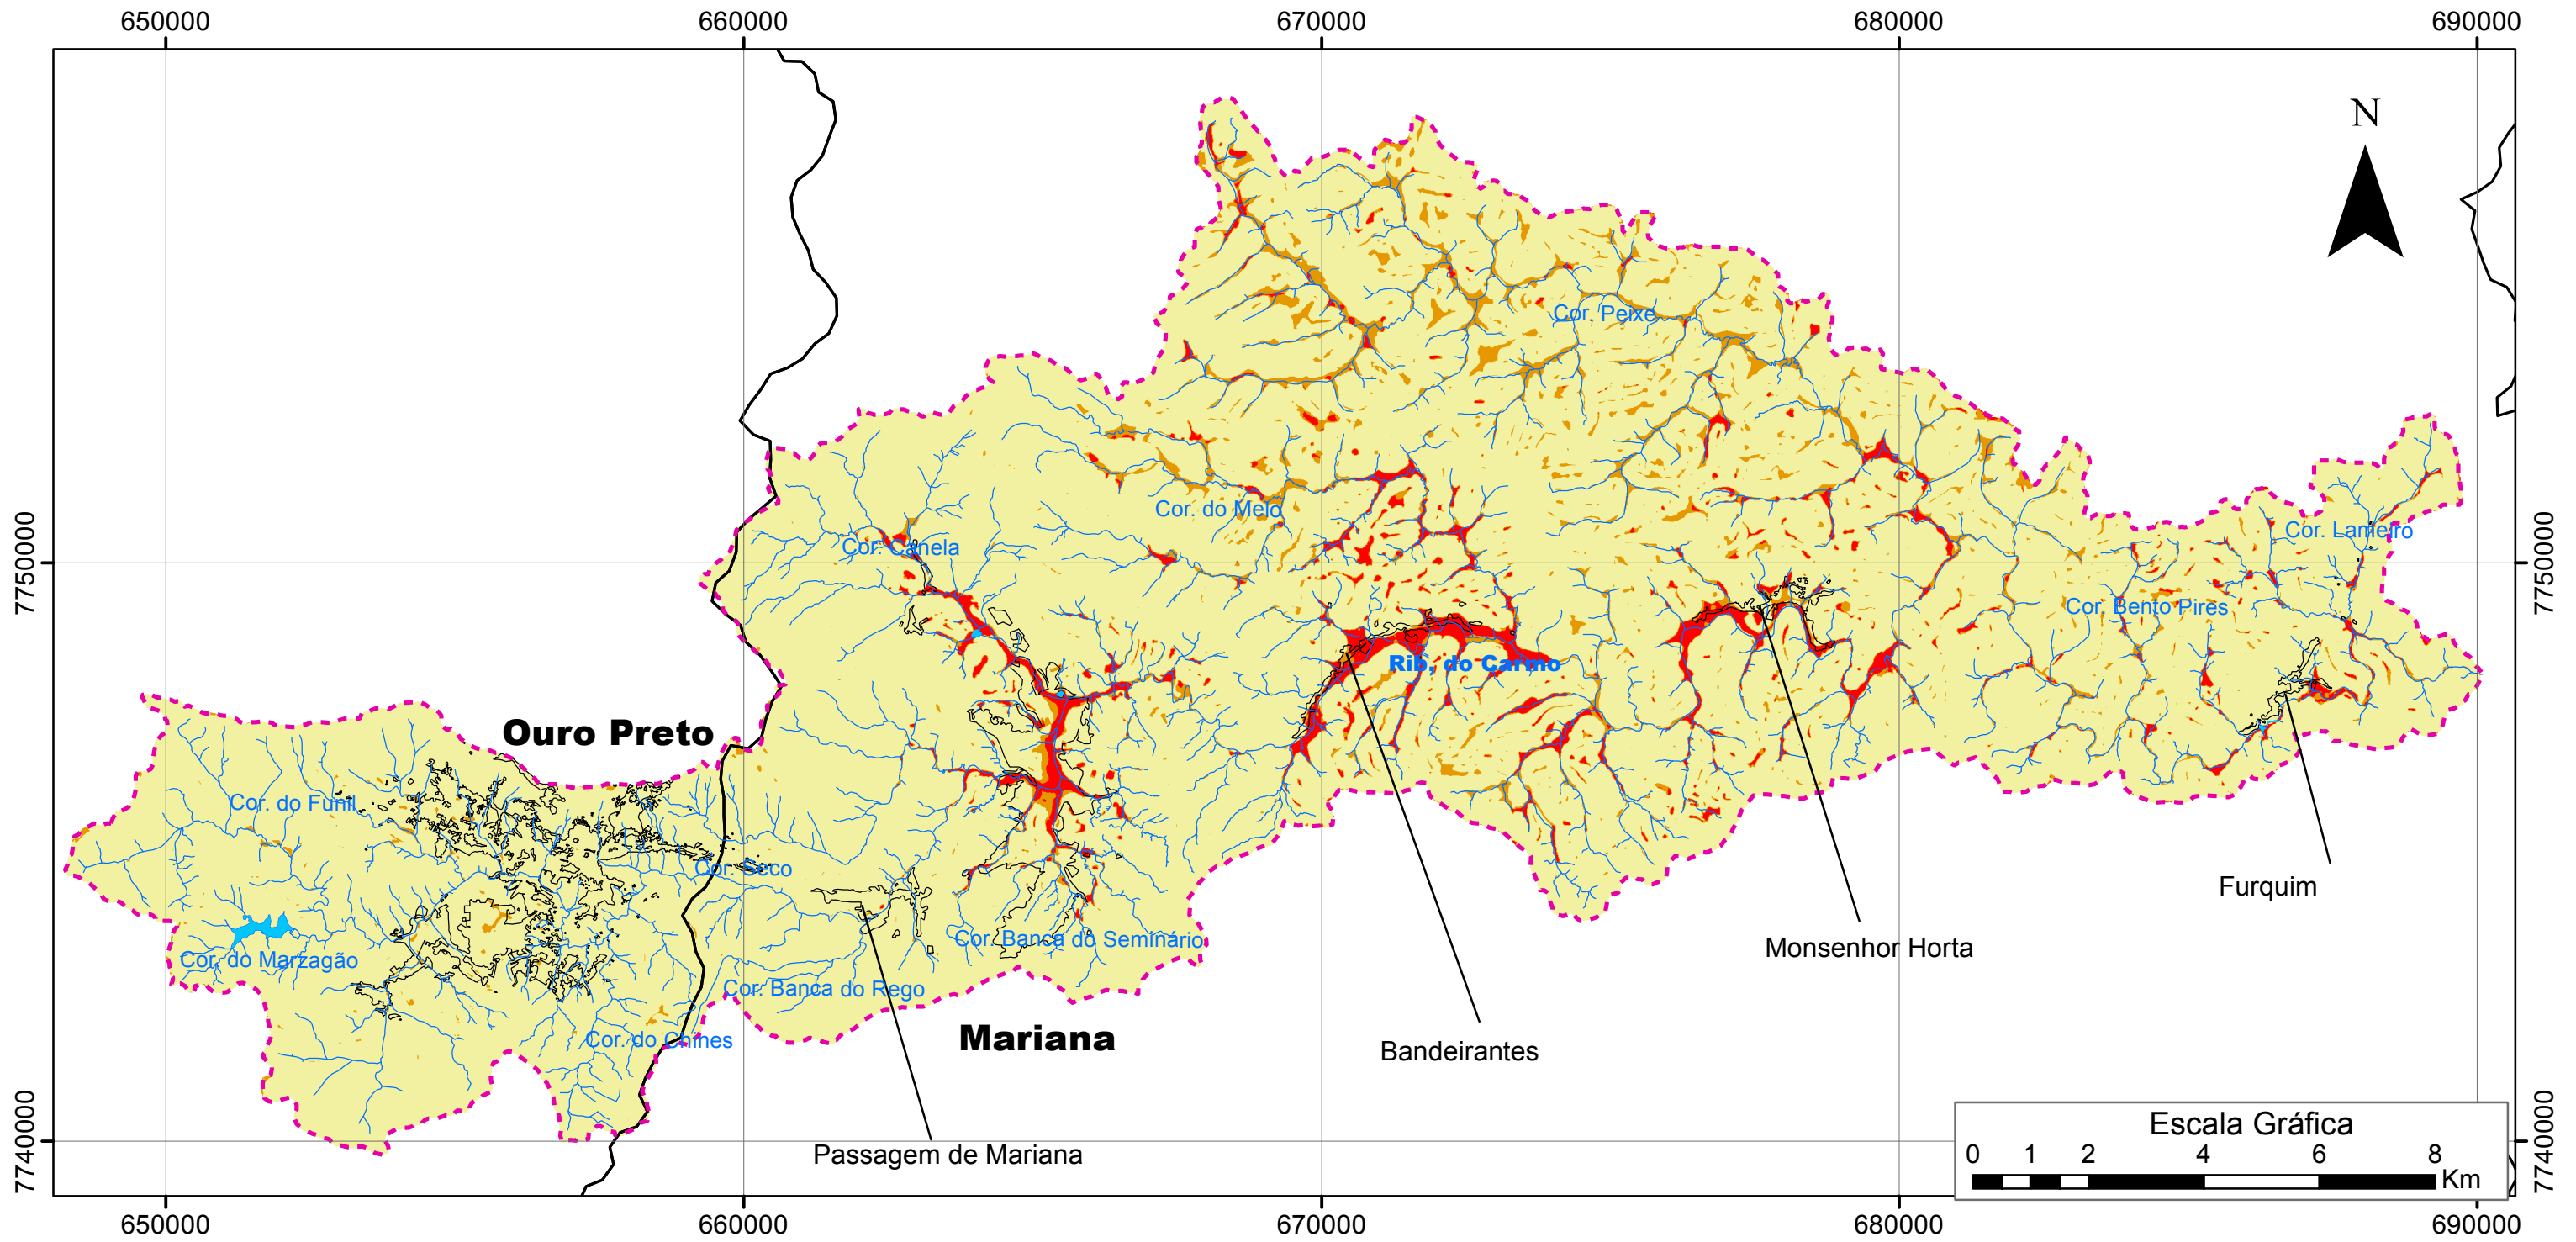 650000
660000
670000
680000
690000
N
Cor. Peixe
Cor. do Melo
Cor. Lameiro
Cor. Canela
7750000
7750000
Cor. Bento Pires
Rib. do Carmo
Ouro Preto
Cor. do Funil
Cor. Seco
Furquim
Cor. Banca do Seminário
Monsenhor Horta
Cor. do Marzagão
Cor. Banca do Rego
Cor. do Chines
Mariana
Bandeirantes
Passagem de Mariana
7740000
7740000
Escala Gráfica
0 1 2 4 6 8
Km
650000
660000
670000
680000
690000